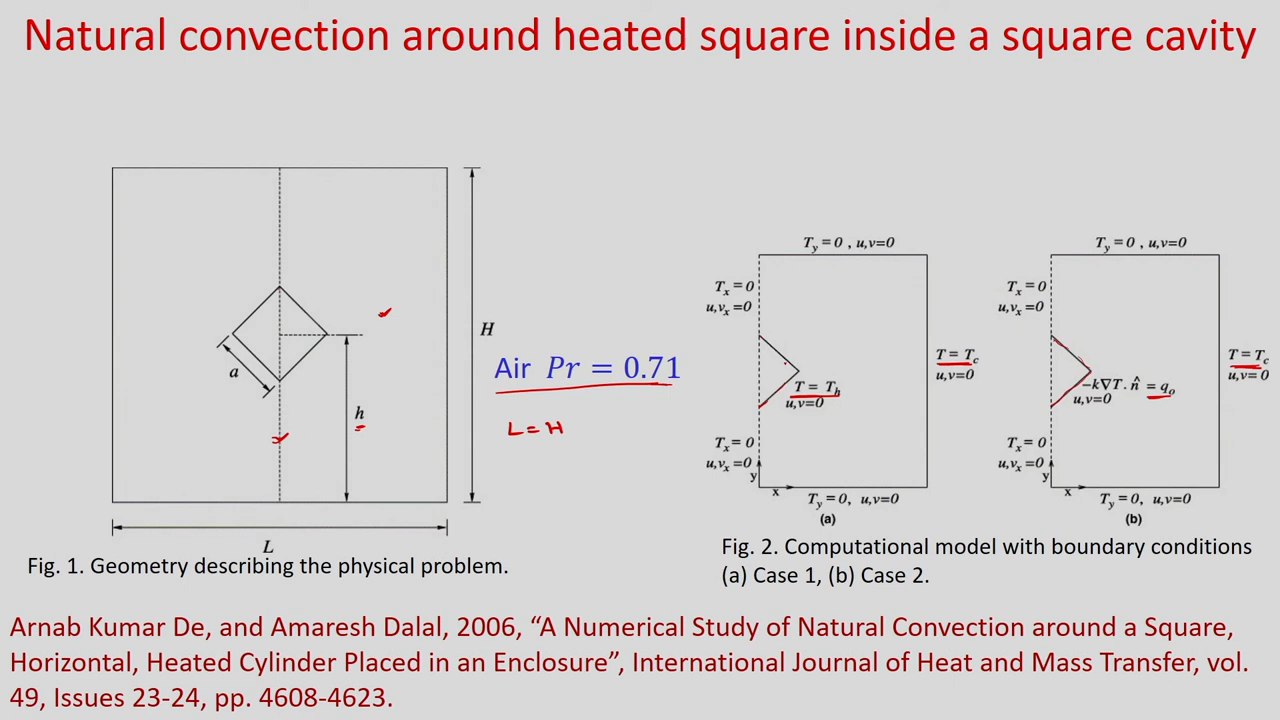 Natural convection around heated square inside a square cavity
a
h
H
L
Fig. 1. Geometry describing the physical problem.
Air Pr = 0.71
L = H
T_y = 0 , u,v=0
T_x = 0
u,v_x =0
T = T_c
u,v=0
T = T_h
u,v=0
T_x = 0
u,v_x =0
y
x
T_y = 0, u,v=0
(a)
T_y = 0 , u,v=0
T_x = 0
u,v_x =0
T = T_c
u,v= 0
−k∇T. n̂ = q_o
u,v=0
T_x = 0
u,v_x =0
y
x
T_y = 0, u,v=0
(b)
Fig. 2. Computational model with boundary conditions
(a) Case 1, (b) Case 2.
Arnab Kumar De, and Amaresh Dalal, 2006, “A Numerical Study of Natural Convection around a Square,
Horizontal, Heated Cylinder Placed in an Enclosure”, International Journal of Heat and Mass Transfer, vol.
49, Issues 23-24, pp. 4608-4623.